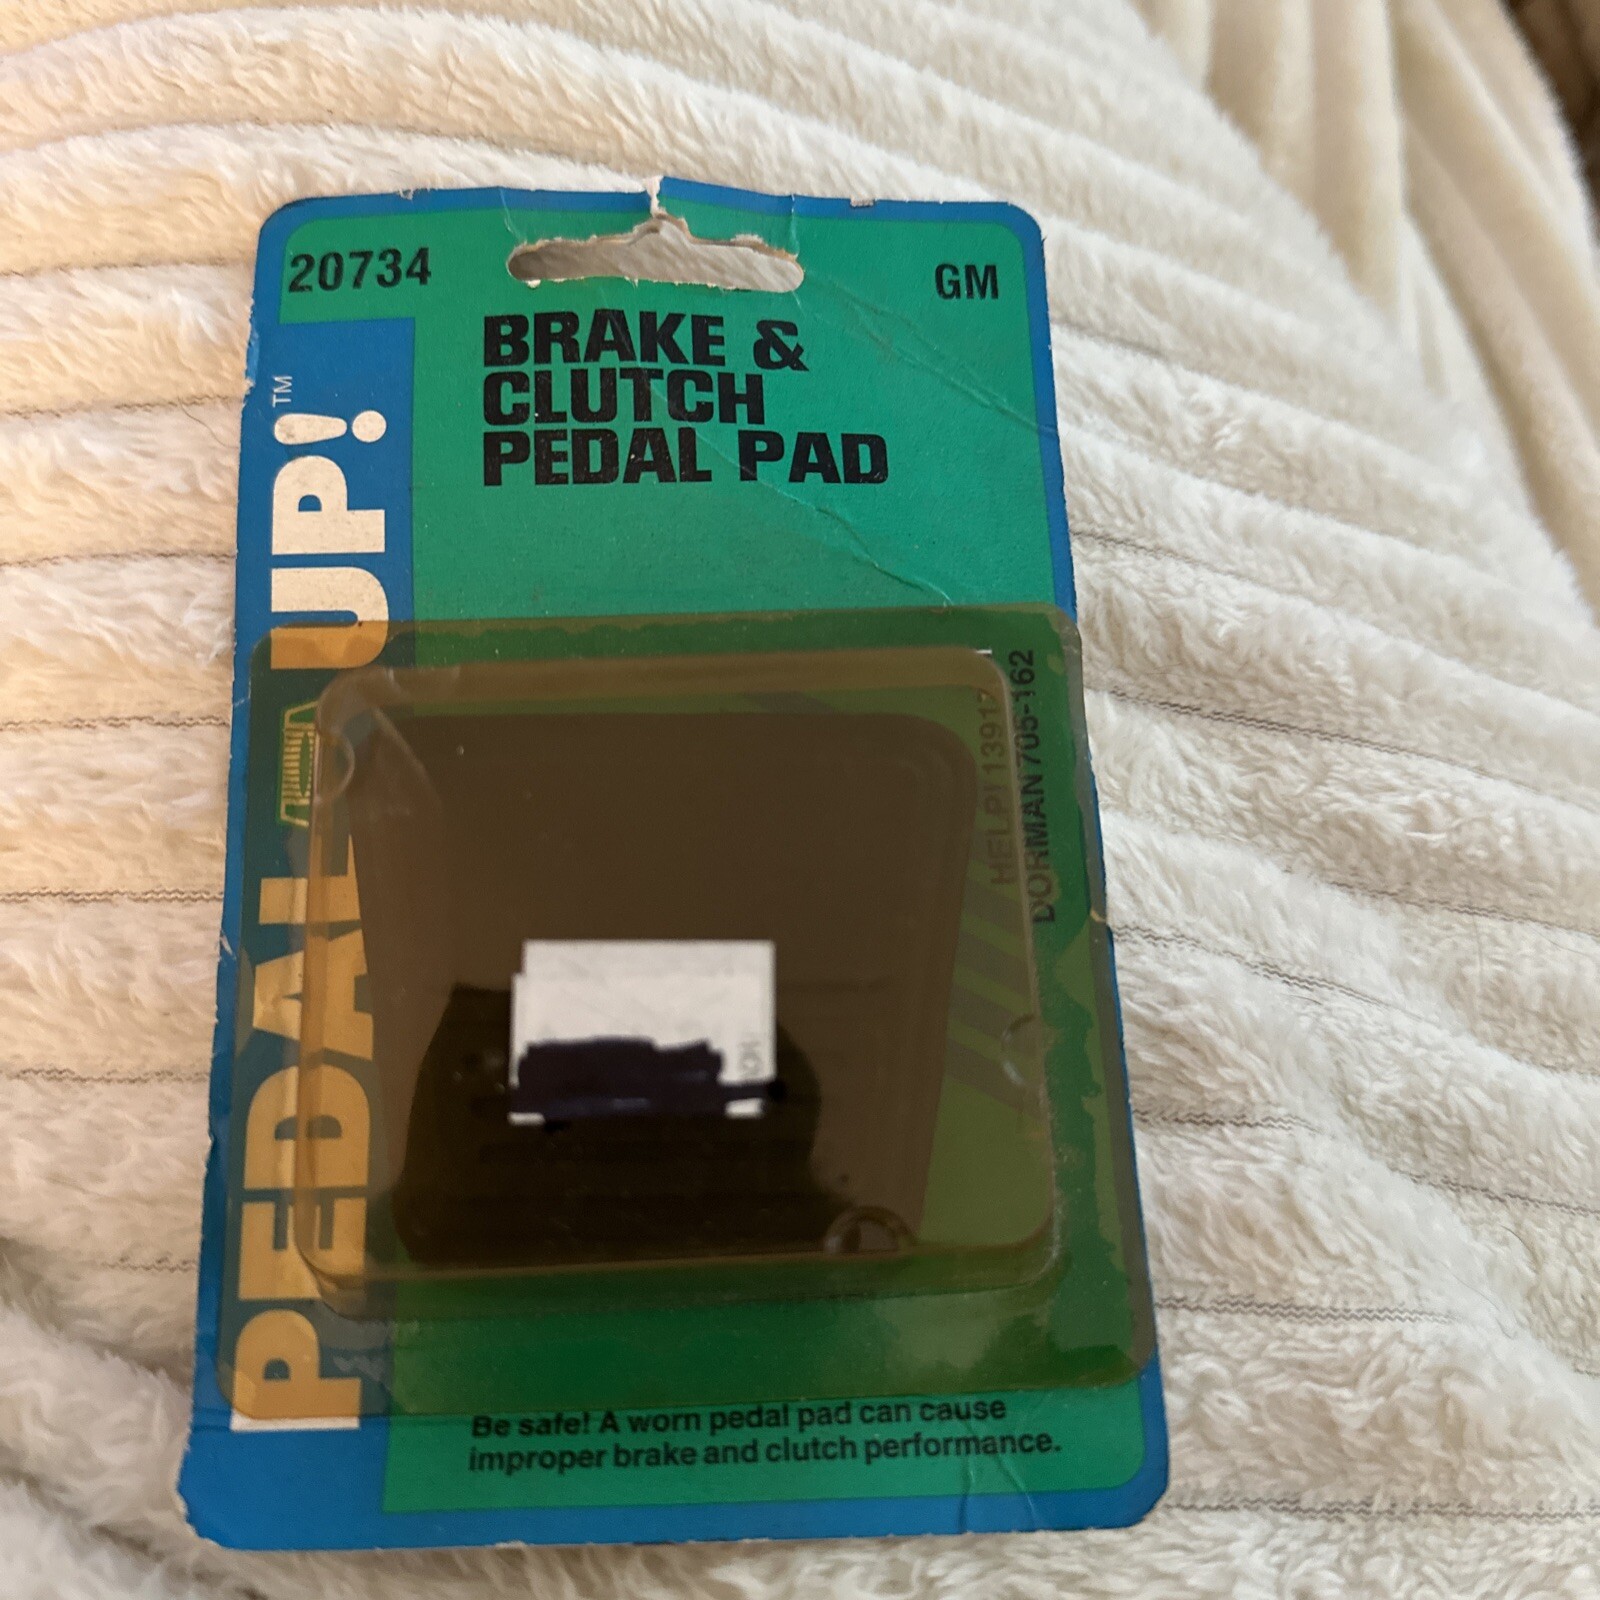 20734
GM
BRAKE &
CLUTCH
PEDAL PAD
PEDAL UP!™
HELP! 13917
DORMAN 705-162
Be safe! A worn pedal pad can cause
improper brake and clutch performance.